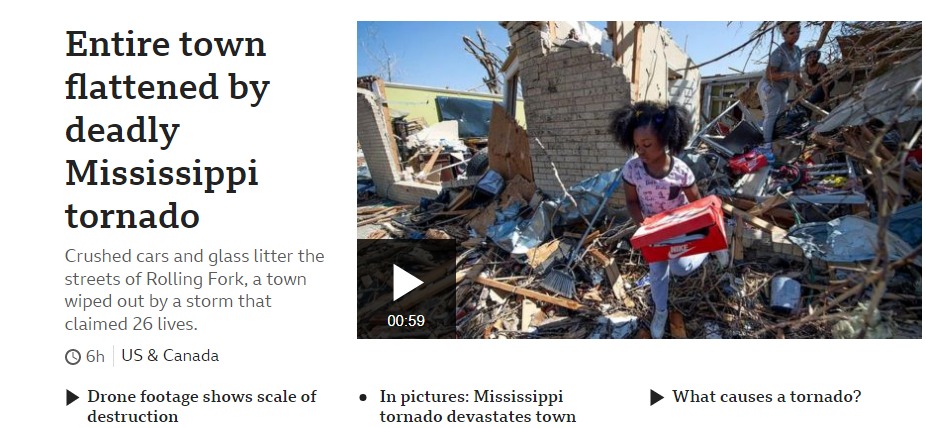 Entire town
flattened by
deadly
Mississippi
tornado
Crushed cars and glass litter the
streets of Rolling Fork, a town
wiped out by a storm that
claimed 26 lives.
6h
US & Canada
00:59
NIKE
Drone footage shows scale of
destruction
In pictures: Mississippi
tornado devastates town
What causes a tornado?